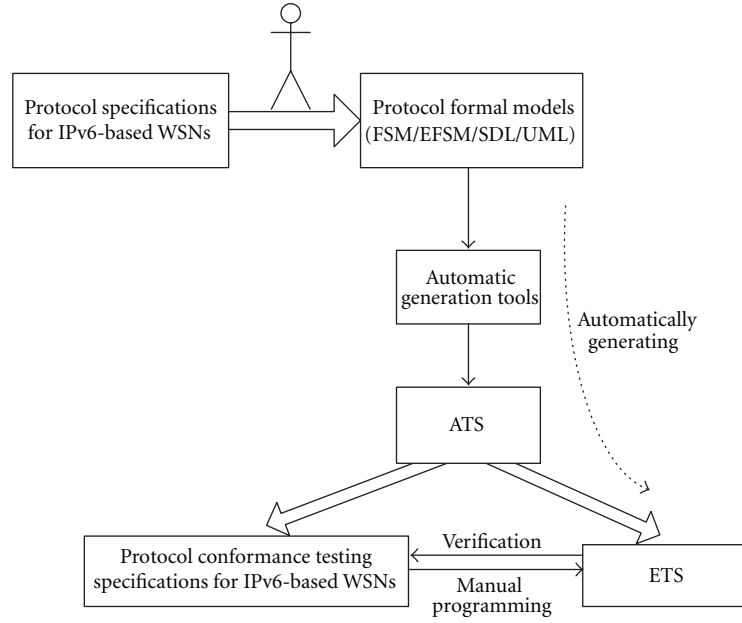 Protocol specifications
for IPv6-based WSNs
Protocol formal models
(FSM/EFSM/SDL/UML)
Automatic
generation tools
Automatically
generating
ATS
Protocol conformance testing
specifications for IPv6-based WSNs
Verification
Manual
programming
ETS